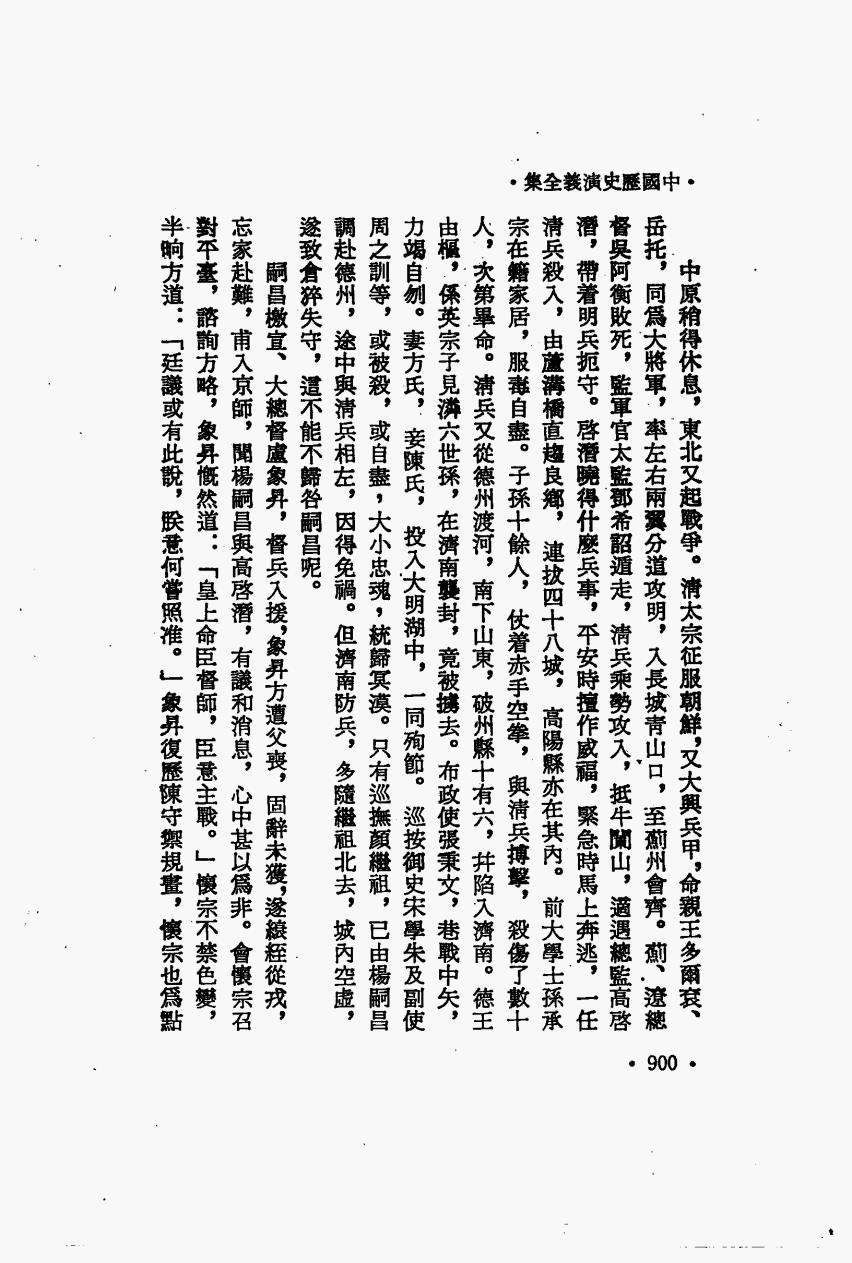 •中國歷史演義全集•
中原稍得休息，東北又起戰爭。清太宗征服朝鮮，又大興兵甲，命親王多爾袞、
岳托，同爲大將軍，率左右兩翼分道攻明，入長城靑山口，至薊州會齊。薊、遼總
督吳阿衡敗死，監軍官太監鄧希詔遁走，清兵乘勢攻入，抵牛闌山，適遇總監高啓
潛，帶着明兵扼守。啓潛曉得什麼兵事，平安時擅作威福，緊急時馬上奔逃，一任
清兵殺入，由蘆溝橋直趨良鄉，連拔四十八城，高陽縣亦在其內。前大學士孫承
宗在籍家居，服毒自盡。子孫十餘人，仗着赤手空拳，與清兵搏擊，殺傷了數十
人，次第畢命。清兵又從德州渡河，南下山東，破州縣十有六，幷陷入濟南。德王
由樞，係英宗子見潾六世孫，在濟南襲封，竟被擄去。布政使張秉文，巷戰中矢，
力竭自刎。妻方氏，妾陳氏，投入大明湖中，一同殉節。巡按御史宋學朱及副使
周之訓等，或被殺，或自盡，大小忠魂，統歸冥漠。只有巡撫顏繼祖，已由楊嗣昌
調赴德州，途中與清兵相左，因得免禍。但濟南防兵，多隨繼祖北去，城內空虛，
遂致倉猝失守，這不能不歸咎嗣昌呢。
嗣昌檄宣、大總督盧象昇，督兵入援，象昇方遭父喪，固辭未獲，遂縗絰從戎，
忘家赴難，甫入京師，聞楊嗣昌與高啓潛，有議和消息，心中甚以爲非。會懷宗召
對平臺，諮詢方略，象昇慨然道：「皇上命臣督師，臣意主戰。」懷宗不禁色變，
半晌方道：「廷議或有此說，朕意何嘗照准。」象昇復歷陳守禦規畫，懷宗也爲點
•900•